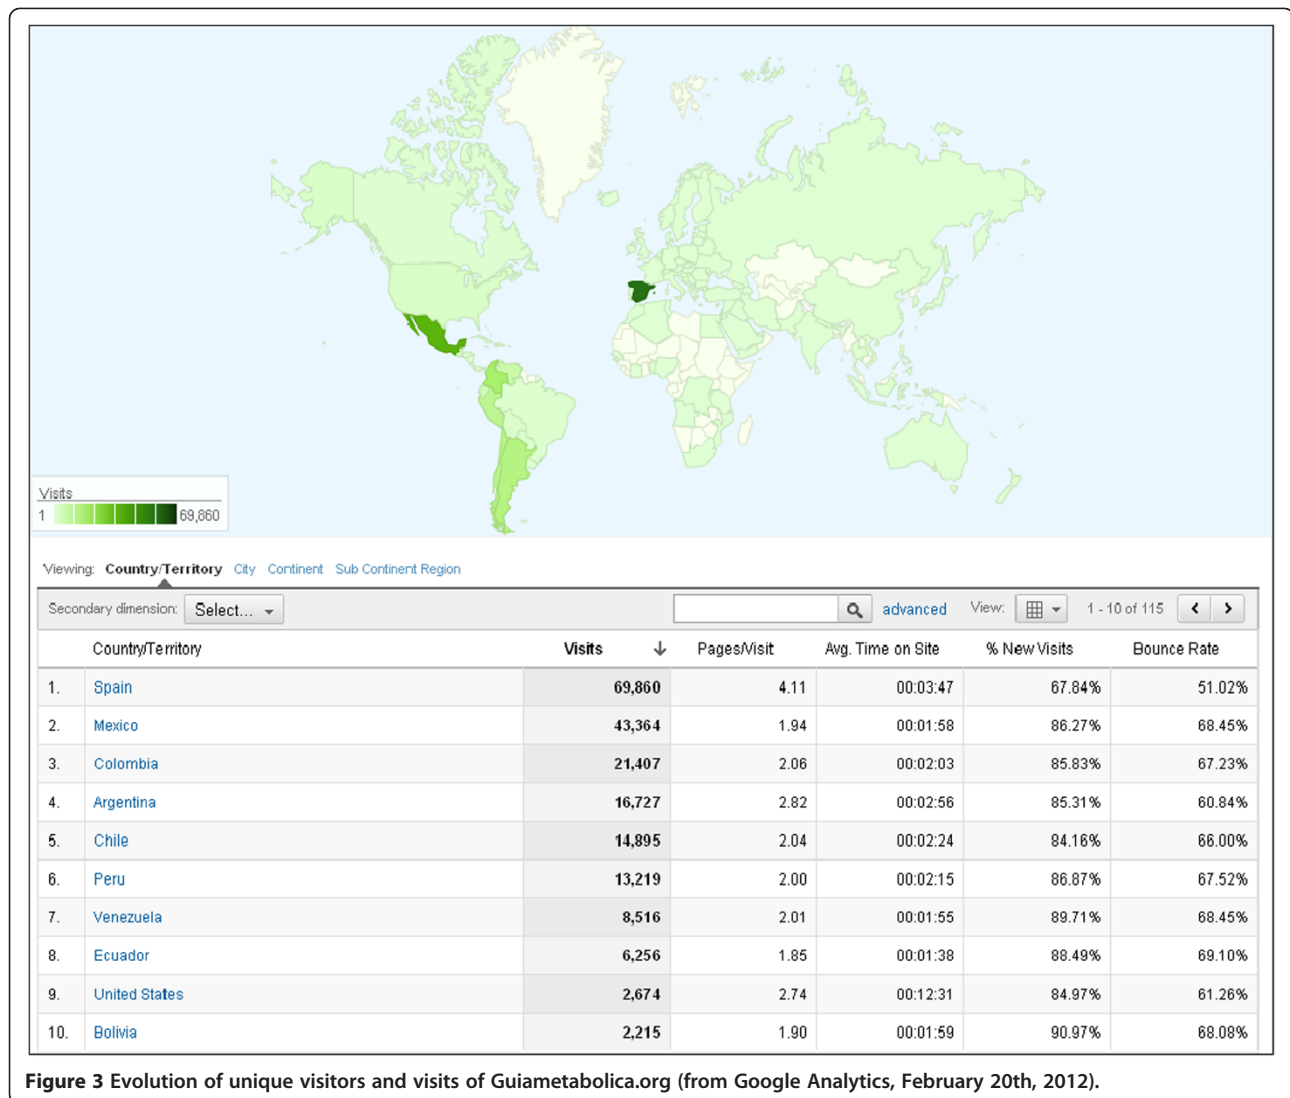 Visits
1 69,860
Viewing: Country/Territory City Continent Sub Continent Region
Secondary dimension: Select... advanced View: 1 - 10 of 115
Country/Territory Visits Pages/Visit Avg. Time on Site % New Visits Bounce Rate
1. Spain 69,860 4.11 00:03:47 67.84% 51.02%
2. Mexico 43,364 1.94 00:01:58 86.27% 68.45%
3. Colombia 21,407 2.06 00:02:03 85.83% 67.23%
4. Argentina 16,727 2.82 00:02:56 85.31% 60.84%
5. Chile 14,895 2.04 00:02:24 84.16% 66.00%
6. Peru 13,219 2.00 00:02:15 86.87% 67.52%
7. Venezuela 8,516 2.01 00:01:55 89.71% 68.45%
8. Ecuador 6,256 1.85 00:01:38 88.49% 69.10%
9. United States 2,674 2.74 00:12:31 84.97% 61.26%
10. Bolivia 2,215 1.90 00:01:59 90.97% 68.08%
Figure 3 Evolution of unique visitors and visits of Guiametabolica.org (from Google Analytics, February 20th, 2012).